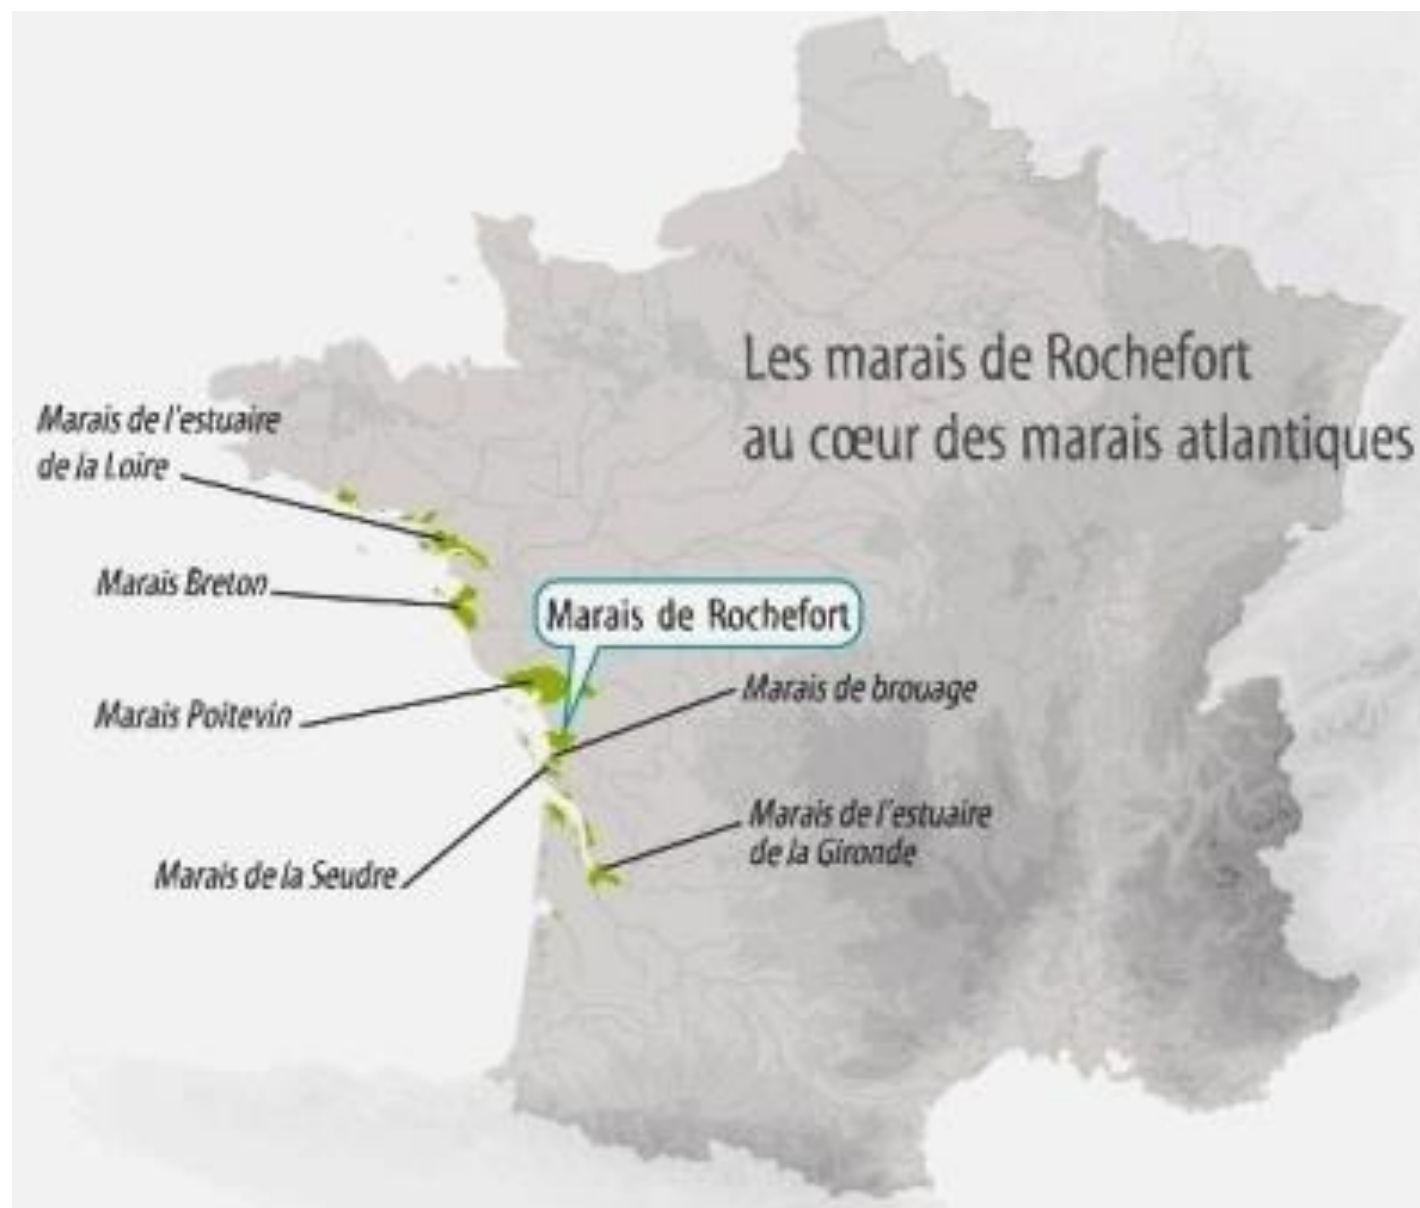 Les marais de Rochefort
au cœur des marais atlantiques
Marais de l'estuaire
de la Loire
Marais Breton
Marais de Rochefort
Marais Poitevin
Marais de brouage
Marais de l'estuaire
de la Gironde
Marais de la Seudre